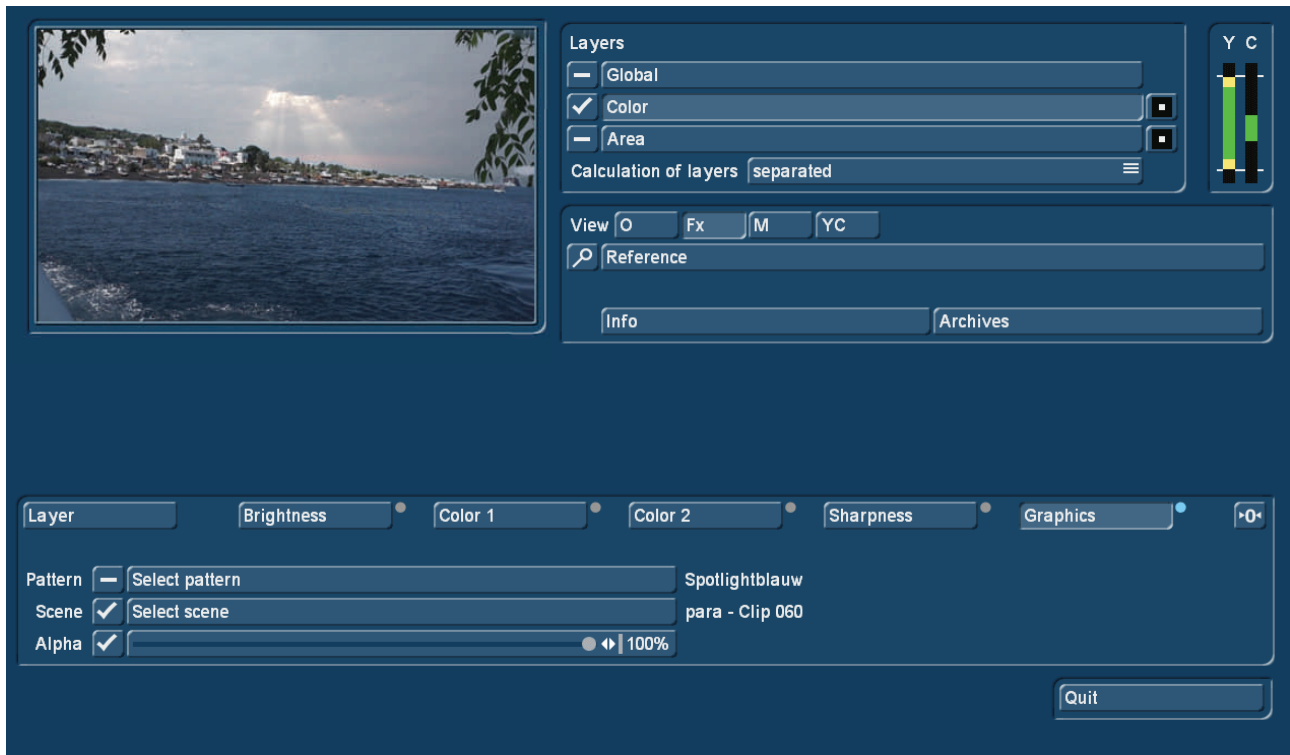 Layers
Global
Color
Area
Calculation of layers separated
Y C
View O Fx M YC
Reference
Info Archives
Layer Brightness Color 1 Color 2 Sharpness Graphics 0
Pattern Select pattern Spotlightblauw
Scene Select scene para - Clip 060
Alpha 100%
Quit